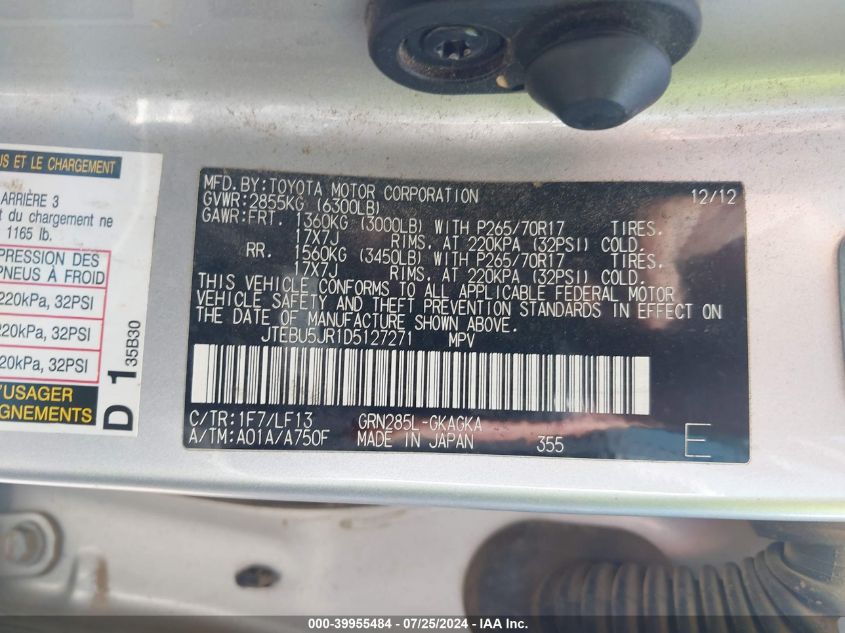 US ET LE CHARGEMENT
ARRIÈRE 3
t du chargement ne
1165 lb.
PRESSION DES
PNEUS À FROID
220kPa, 32PSI
20kPa, 32PSI
20kPa, 32PSI
'USAGER
GNEMENTS
D 1
35B30
MFD.BY:TOYOTA MOTOR CORPORATION 12/12
GVWR:2855KG (6300LB)
GAWR:FRT. 1360KG (3000LB) WITH P265/70R17 TIRES.
17X7J RIMS. AT 220KPA (32PSI) COLD.
RR. 1560KG (3450LB) WITH P265/70R17 TIRES.
17X7J RIMS. AT 220KPA (32PSI) COLD.
THIS VEHICLE CONFORMS TO ALL APPLICABLE FEDERAL MOTOR
VEHICLE SAFETY AND THEFT PREVENTION STANDARDS IN EFFECT ON
THE DATE OF MANUFACTURE SHOWN ABOVE.
JTEBU5JR1D5127271 MPV
C/TR:1F7/LF13 GRN285L-GKAGKA
A/TM:A01A/A750F MADE IN JAPAN 355
E
000-39955484 - 07/25/2024 - IAA Inc.